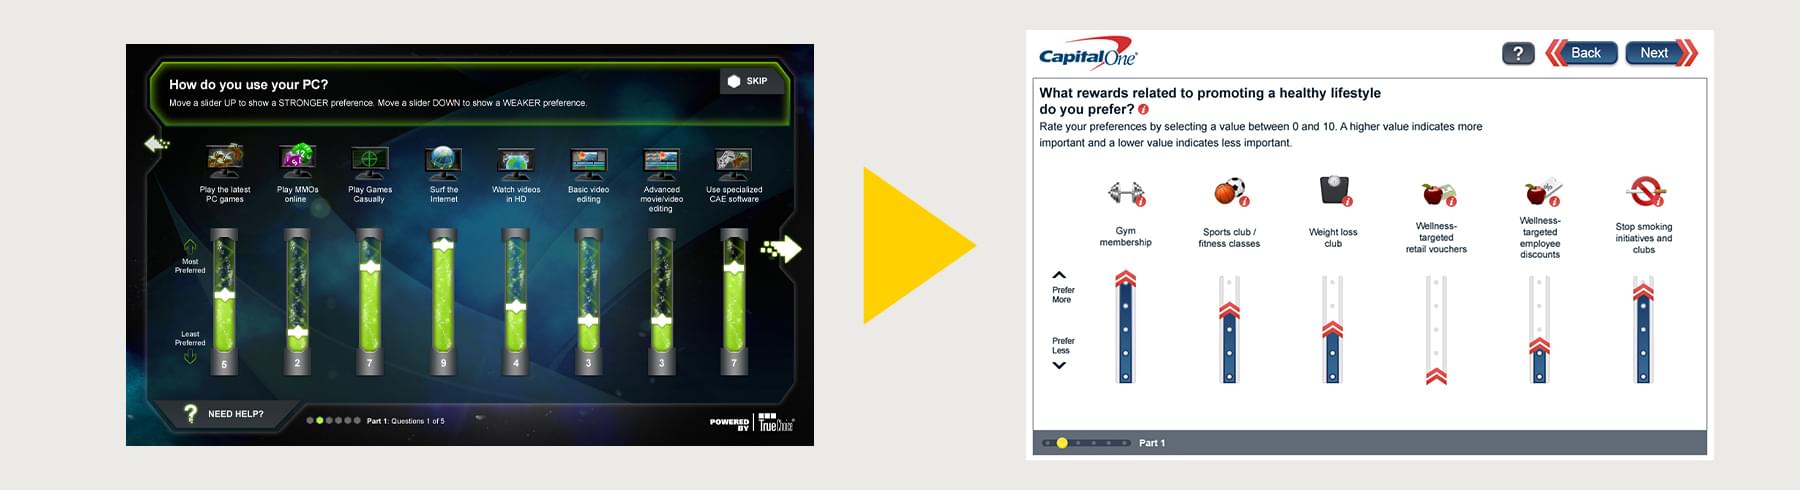 How do you use your PC?
SKIP
Move a slider UP to show a STRONGER preference. Move a slider DOWN to show a WEAKER preference.
Play the latest
PC games
Play MMOs
online
Play Games
Casually
Surf the
Internet
Watch videos
in HD
Basic video
editing
Advanced
movie/video
editing
Use specialized
CAE software
Most
Preferred
Least
Preferred
5
2
7
9
4
3
3
7
? NEED HELP?
Part 1: Questions 1 of 5
POWERED
BY
TrueChoice
CapitalOne
?
Back
Next
What rewards related to promoting a healthy lifestyle
do you prefer? i
Rate your preferences by selecting a value between 0 and 10. A higher value indicates more
important and a lower value indicates less important.
Gym
membership
Sports club /
fitness classes
Weight loss
club
Wellness-
targeted
retail vouchers
Wellness-
targeted
employee
discounts
Stop smoking
initiatives and
clubs
Prefer
More
Prefer
Less
Part 1